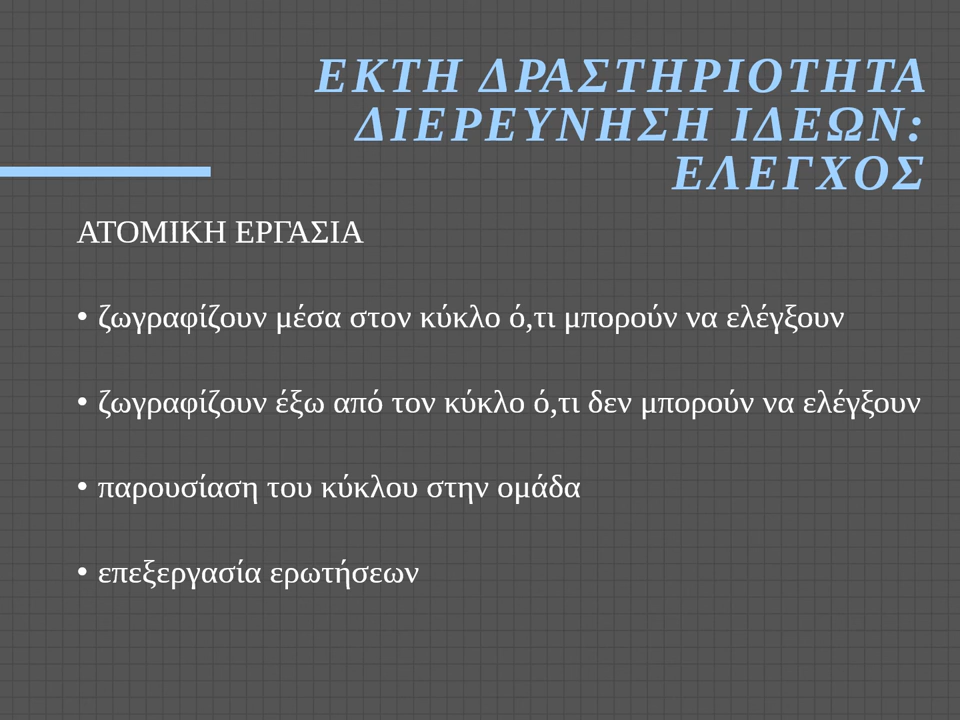 ΕΚΤΗ ΔΡΑΣΤΗΡΙΟΤΗΤΑ
ΔΙΕΡΕΥΝΗΣΗ ΙΔΕΩΝ:
ΕΛΕΓΧΟΣ
ΑΤΟΜΙΚΗ ΕΡΓΑΣΙΑ
• ζωγραφίζουν μέσα στον κύκλο ό,τι μπορούν να ελέγξουν
• ζωγραφίζουν έξω από τον κύκλο ό,τι δεν μπορούν να ελέγξουν
• παρουσίαση του κύκλου στην ομάδα
• επεξεργασία ερωτήσεων